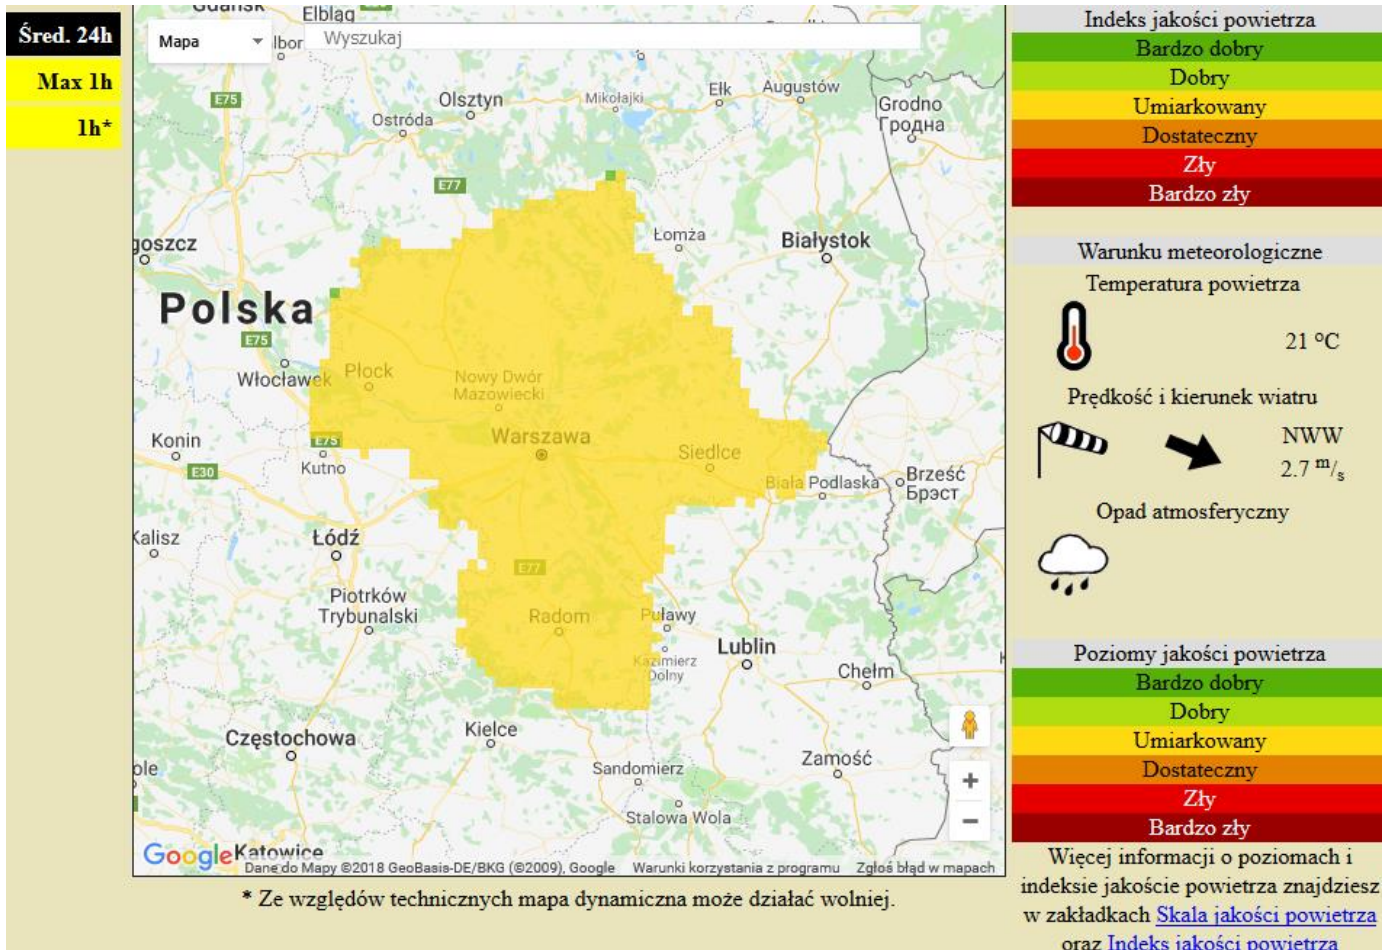 Śred. 24h
Max 1h
1h*
Mapa
Wyszukaj
Gdańsk
Elbląg
Olsztyn
Ostróda
Mikołajki
Ełk
Augustów
Grodno
Гродна
E75
E77
Łomża
Białystok
goszcz
Polska
E75
Włocławek
Płock
Nowy Dwór
Mazowiecki
Warszawa
Siedlce
Konin
E75
E30
Kutno
Biała Podlaska
Brześć
Брэст
Kalisz
Łódź
E77
Piotrków
Trybunalski
Radom
Puławy
Kazimierz
Dolny
Lublin
Chełm
Kielce
Częstochowa
Sandomierz
Zamość
Stalowa Wola
ole
Katowice
Google
Dane do Mapy ©2018 GeoBasis-DE/BKG (©2009), Google
Warunki korzystania z programu
Zgłoś błąd w mapach
* Ze względów technicznych mapa dynamiczna może działać wolniej.
Indeks jakości powietrza
Bardzo dobry
Dobry
Umiarkowany
Dostateczny
Zły
Bardzo zły
Warunku meteorologiczne
Temperatura powietrza
21 °C
Prędkość i kierunek wiatru
NWW
2.7 m/s
Opad atmosferyczny
Poziomy jakości powietrza
Bardzo dobry
Dobry
Umiarkowany
Dostateczny
Zły
Bardzo zły
Więcej informacji o poziomach i
indeksie jakoście powietrza znajdziesz
w zakładkach Skala jakości powietrza
oraz Indeks jakości powietrza